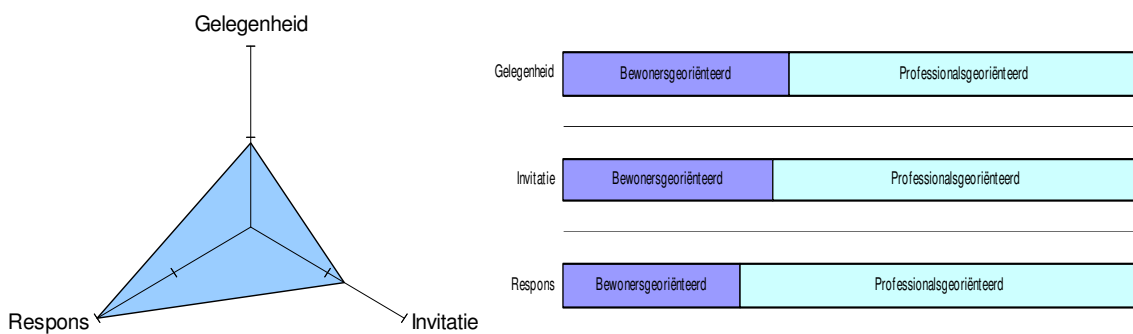 Gelegenheid
Respons
Invitatie
Gelegenheid
Bewonersgeoriënteerd
Professionalsgeoriënteerd
Invitatie
Bewonersgeoriënteerd
Professionalsgeoriënteerd
Respons
Bewonersgeoriënteerd
Professionalsgeoriënteerd